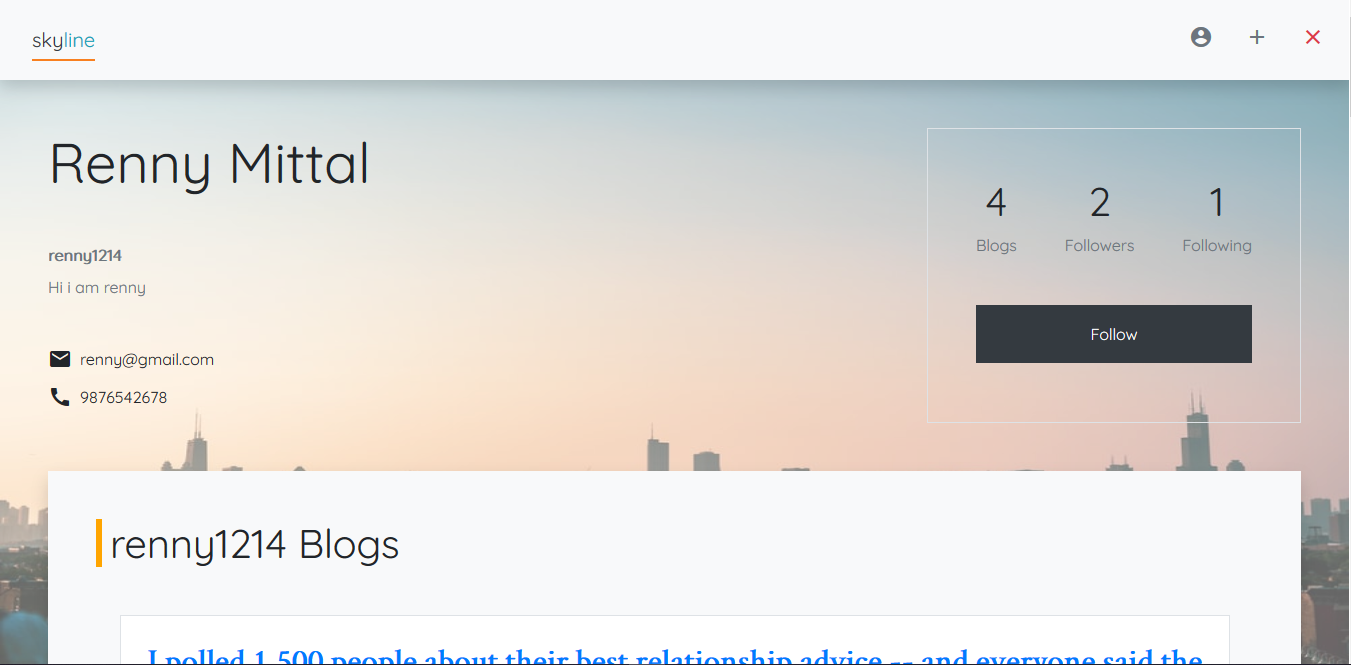 skyline
Renny Mittal
renny1214
Hi i am renny
renny@gmail.com
9876542678
4 2 1
Blogs Followers Following
Follow
renny1214 Blogs
I polled 1,500 people about their best relationship advice -- and everyone said the